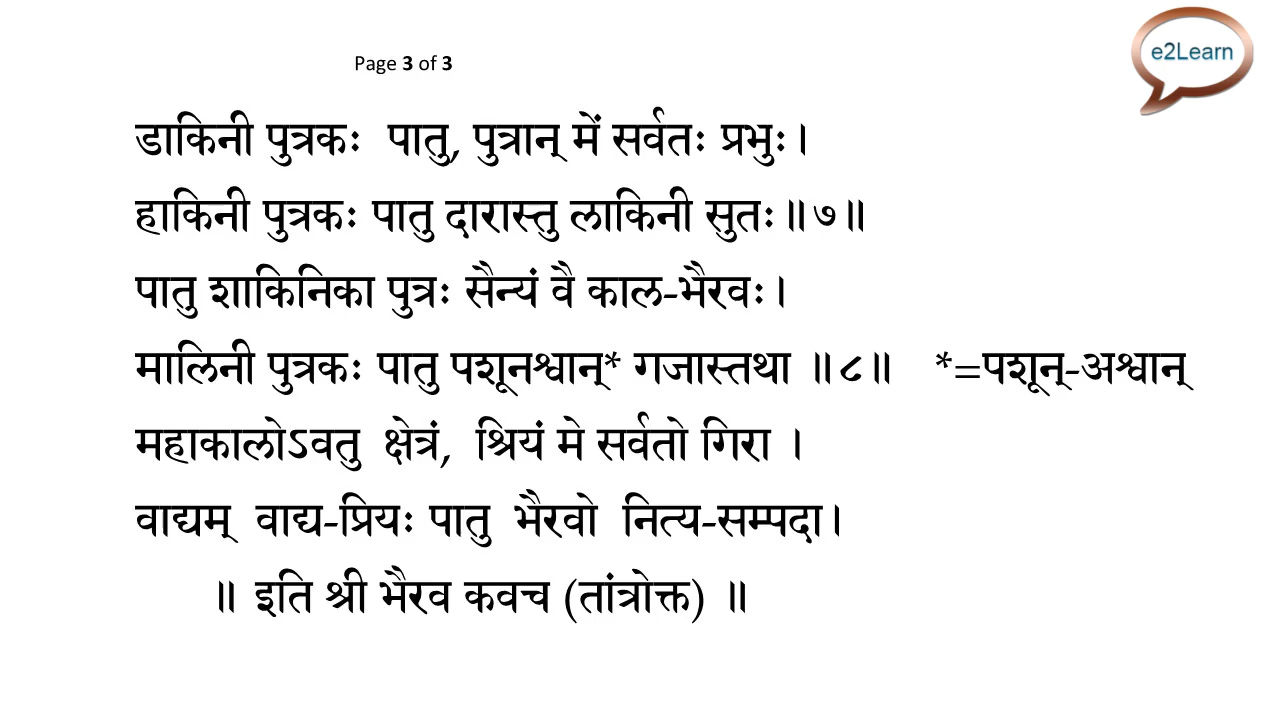 Page 3 of 3
e2Learn
डाकिनी पुत्रकः पातु, पुत्रान् में सर्वतः प्रभुः।
हाकिनी पुत्रकः पातु दारास्तु लाकिनी सुतः॥७॥
पातु शाकिनिका पुत्रः सैन्यं वै काल-भैरवः।
मालिनी पुत्रकः पातु पशूनश्वान्* गजास्तथा ॥८॥ *=पशून्-अश्वान्
महाकालोऽवतु क्षेत्रं, श्रियं मे सर्वतो गिरा ।
वाद्यम् वाद्य-प्रियः पातु भैरवो नित्य-सम्पदा।
॥ इति श्री भैरव कवच (तांत्रोक्त) ॥